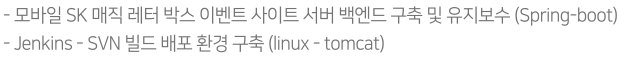 - 모바일 SK 매직 레터 박스 이벤트 사이트 서버 백엔드 구축 및 유지보수 (Spring-boot)
- Jenkins - SVN 빌드 배포 환경 구축 (linux - tomcat)